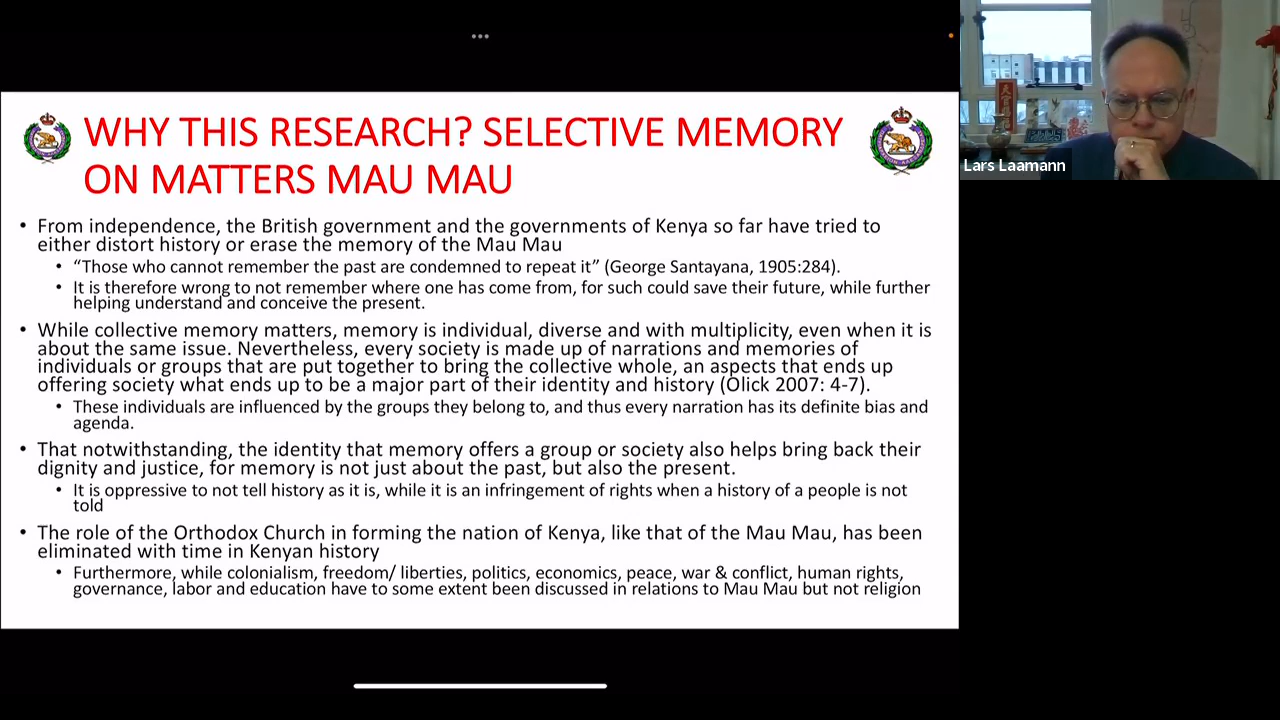 WHY THIS RESEARCH? SELECTIVE MEMORY
ON MATTERS MAU MAU
• From independence, the British government and the governments of Kenya so far have tried to
either distort history or erase the memory of the Mau Mau
• “Those who cannot remember the past are condemned to repeat it” (George Santayana, 1905:284).
• It is therefore wrong to not remember where one has come from, for such could save their future, while further
helping understand and conceive the present.
• While collective memory matters, memory is individual, diverse and with multiplicity, even when it is
about the same issue. Nevertheless, every society is made up of narrations and memories of
individuals or groups that are put together to bring the collective whole, an aspects that ends up
offering society what ends up to be a major part of their identity and history (Olick 2007: 4-7).
• These individuals are influenced by the groups they belong to, and thus every narration has its definite bias and
agenda.
• That notwithstanding, the identity that memory offers a group or society also helps bring back their
dignity and justice, for memory is not just about the past, but also the present.
• It is oppressive to not tell history as it is, while it is an infringement of rights when a history of a people is not
told
• The role of the Orthodox Church in forming the nation of Kenya, like that of the Mau Mau, has been
eliminated with time in Kenyan history
• Furthermore, while colonialism, freedom/ liberties, politics, economics, peace, war & conflict, human rights,
governance, labor and education have to some extent been discussed in relations to Mau Mau but not religion
Lars Laamann